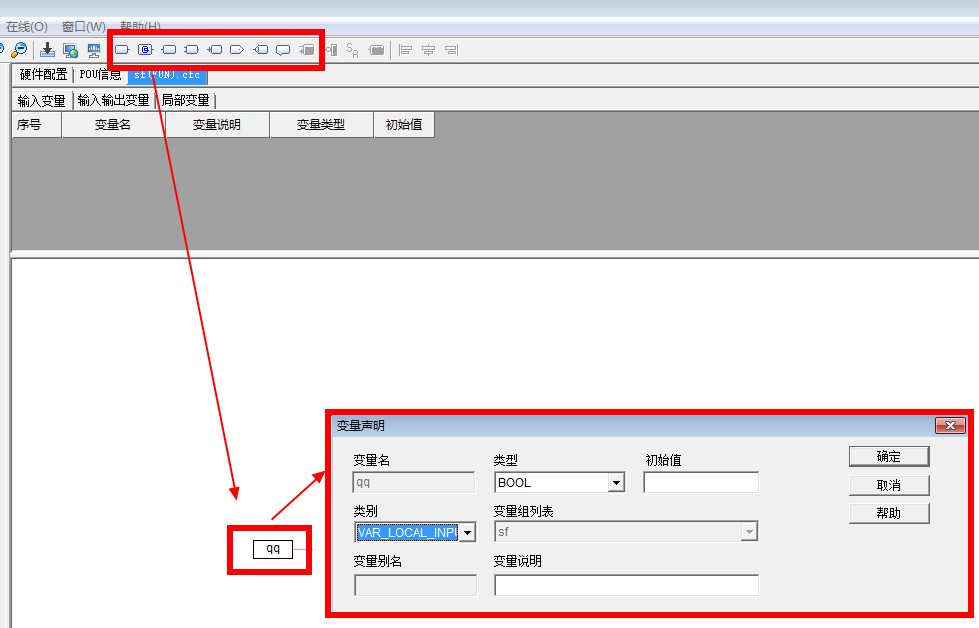 在线(O) 窗口(W) 帮助(H)
硬件配置 POU信息 sf(FUN).cfc
输入变量 输入输出变量 局部变量
序号 变量名 变量说明 变量类型 初始值
变量声明
变量名 类型 初始值 确定
qq BOOL
取消
类别 变量组列表 帮助
VAR_LOCAL_INPU sf
qq
变量别名 变量说明